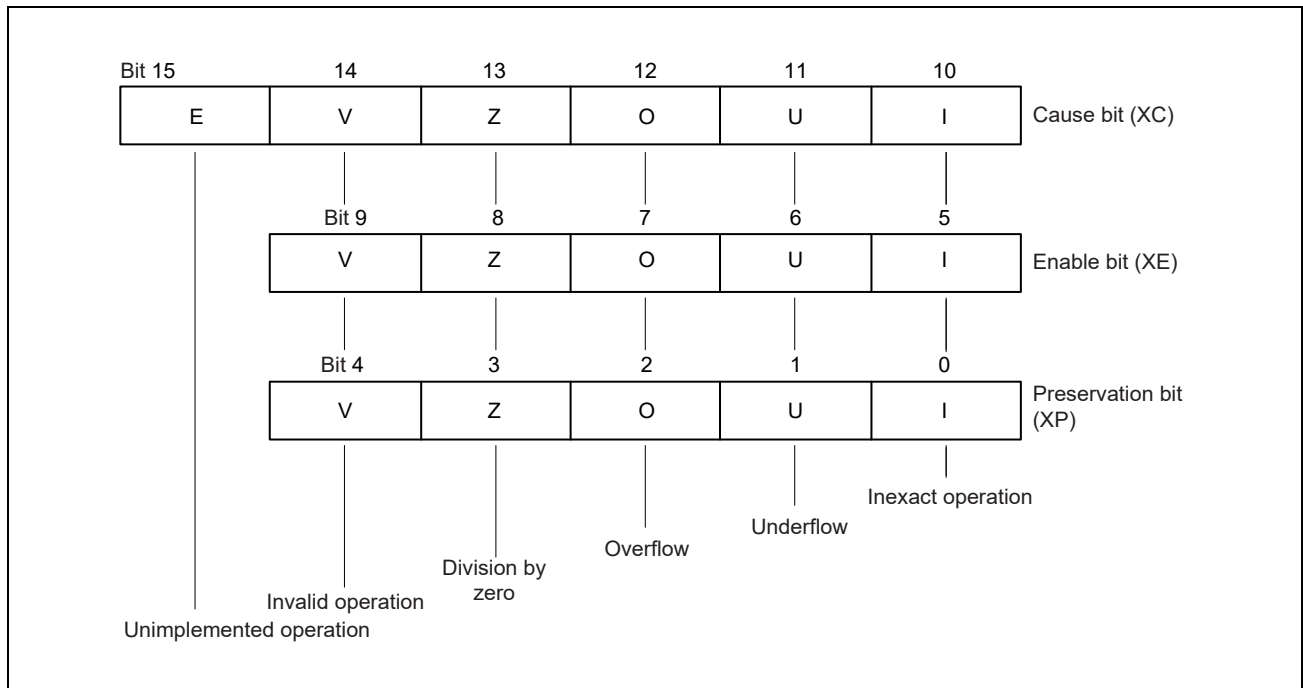 Bit 15 14 13 12 11 10
E V Z O U I Cause bit (XC)
Bit 9 8 7 6 5
V Z O U I Enable bit (XE)
Bit 4 3 2 1 0
V Z O U I Preservation bit
(XP)
Inexact operation
Underflow
Overflow
Division by
zero
Invalid operation
Unimplemented operation